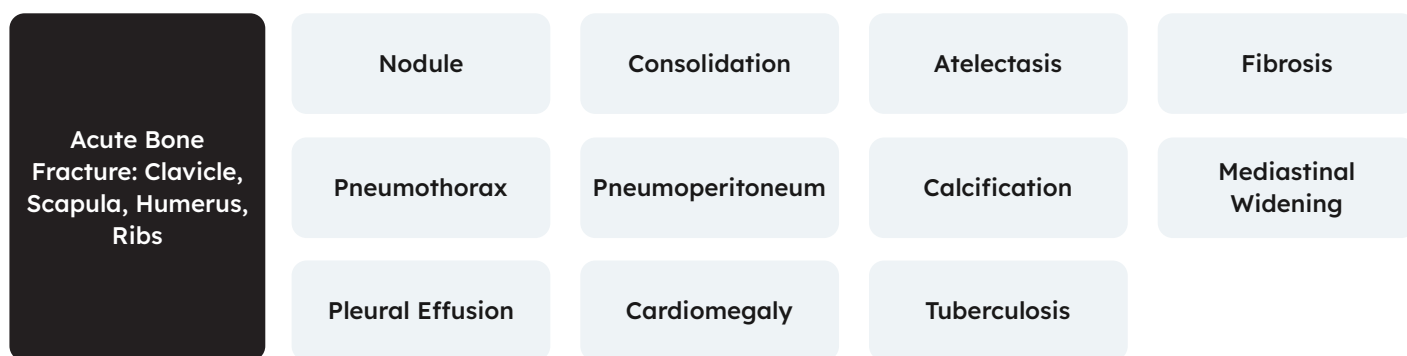 Acute Bone
Fracture: Clavicle,
Scapula, Humerus,
Ribs
Nodule
Consolidation
Atelectasis
Fibrosis
Pneumothorax
Pneumoperitoneum
Calcification
Mediastinal
Widening
Pleural Effusion
Cardiomegaly
Tuberculosis